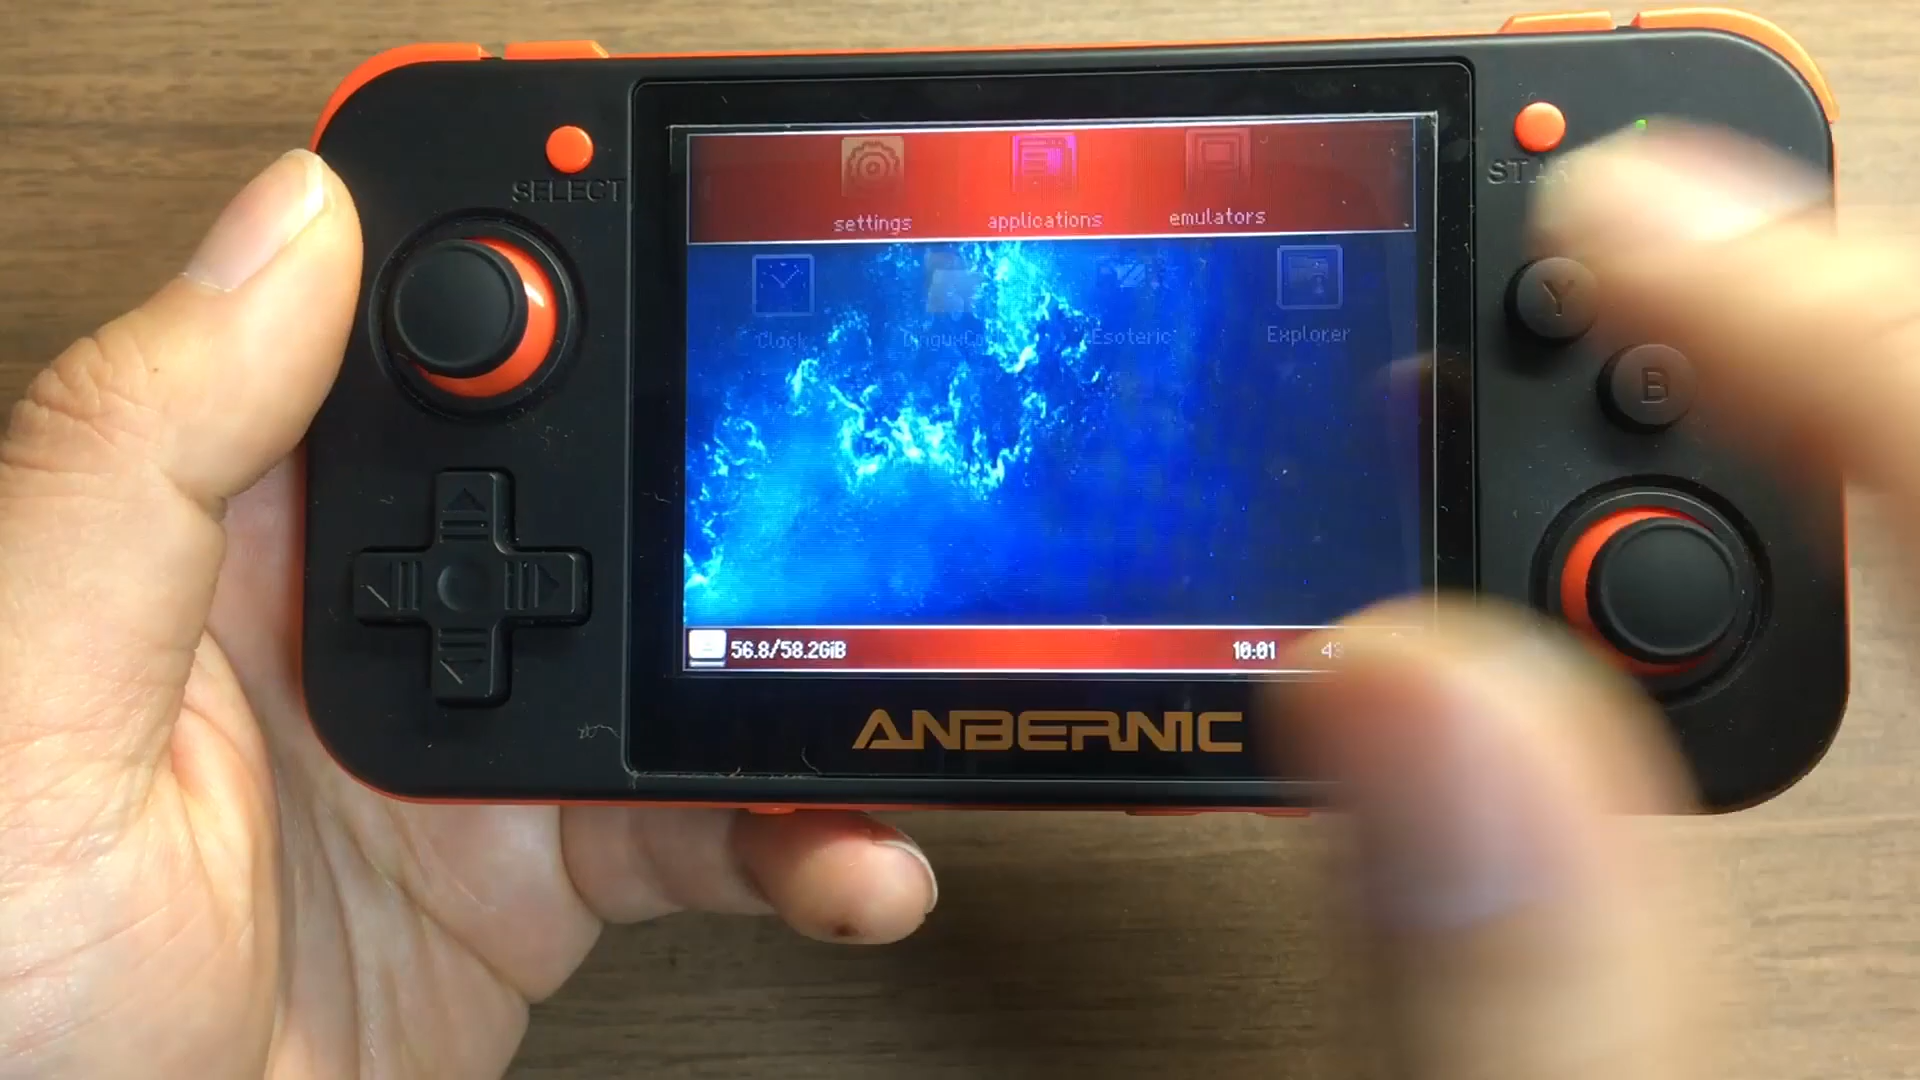 SELECT
settings applications emulators
Clock Esoteric Explorer
Y
B
56.8/58.2GiB 10:01
ANBERNIC